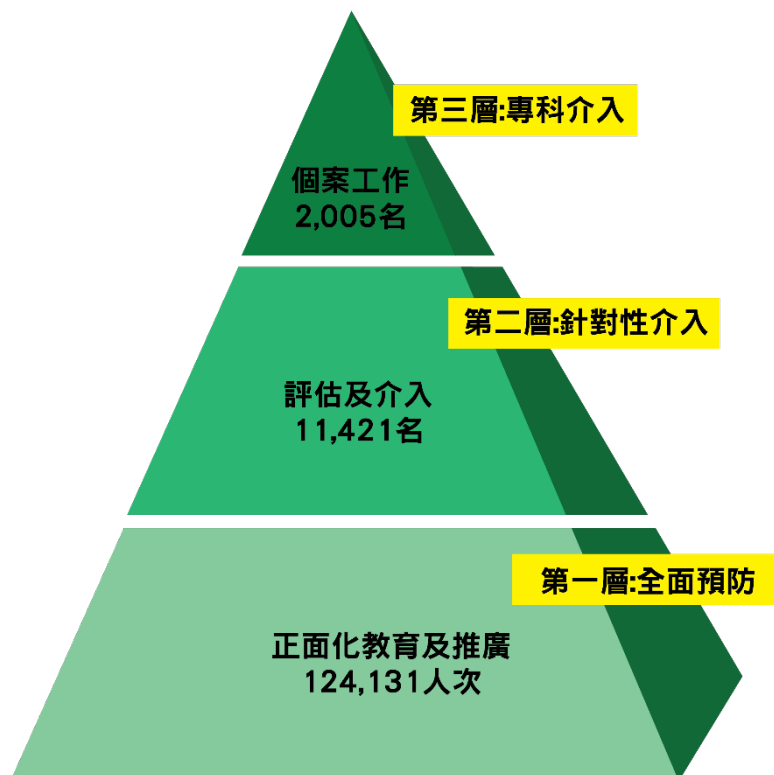 第三層:專科介入
個案工作
2,005名
第二層:針對性介入
評估及介入
11,421名
第一層:全面預防
正面化教育及推廣
124,131人次